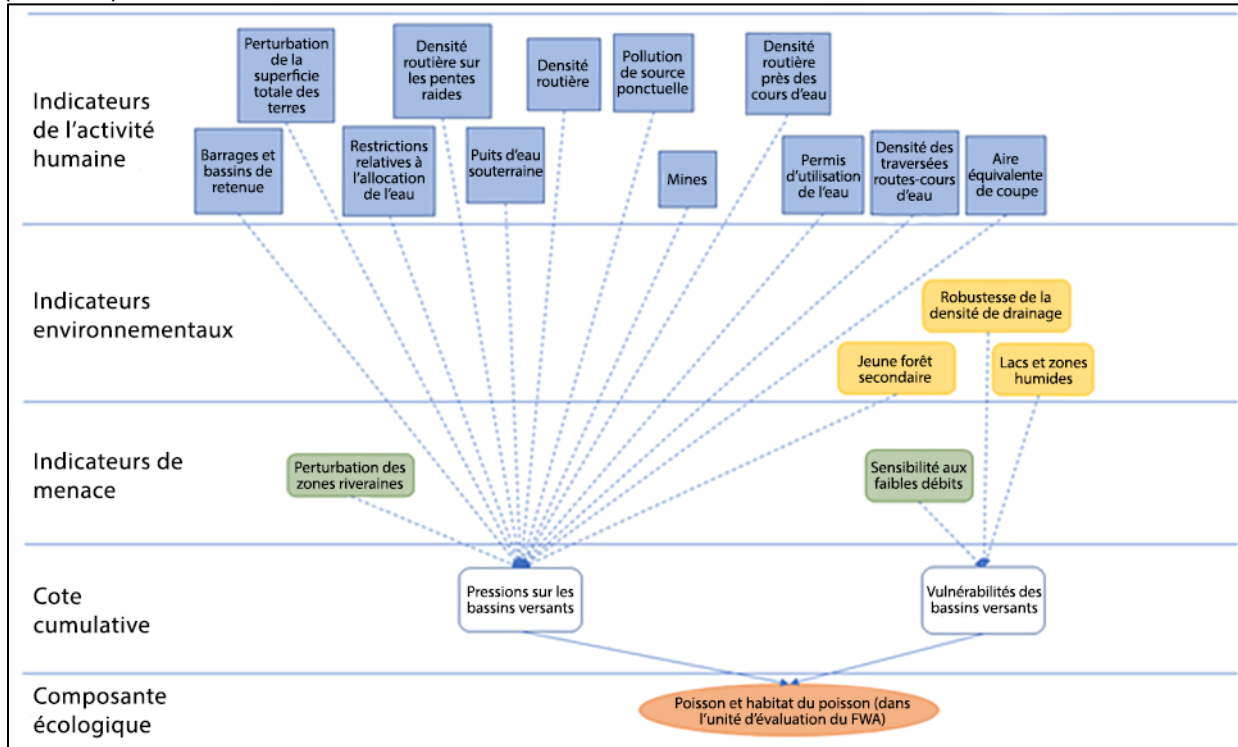 Indicateurs
de l'activité
humaine
Perturbation
de la
superficie
totale des
terres
Densité
routière sur
les pentes
raides
Densité
routière
Pollution
de source
ponctuelle
Densité
routière
près des
cours d'eau
Barrages et
bassins de
retenue
Restrictions
relatives à
l'allocation
de l'eau
Puits d'eau
souterraine
Mines
Permis
d'utilisation
de l'eau
Densité des
traversées
routes-cours
d'eau
Aire
équivalente
de coupe
Indicateurs
environnementaux
Robustesse de la
densité de drainage
Jeune forêt
secondaire
Lacs et zones
humides
Indicateurs de
menace
Perturbation des
zones riveraines
Sensibilité aux
faibles débits
Cote
cumulative
Pressions sur les
bassins versants
Vulnérabilités des
bassins versants
Composante
écologique
Poisson et habitat du poisson (dans
l'unité d'évaluation du FWA)